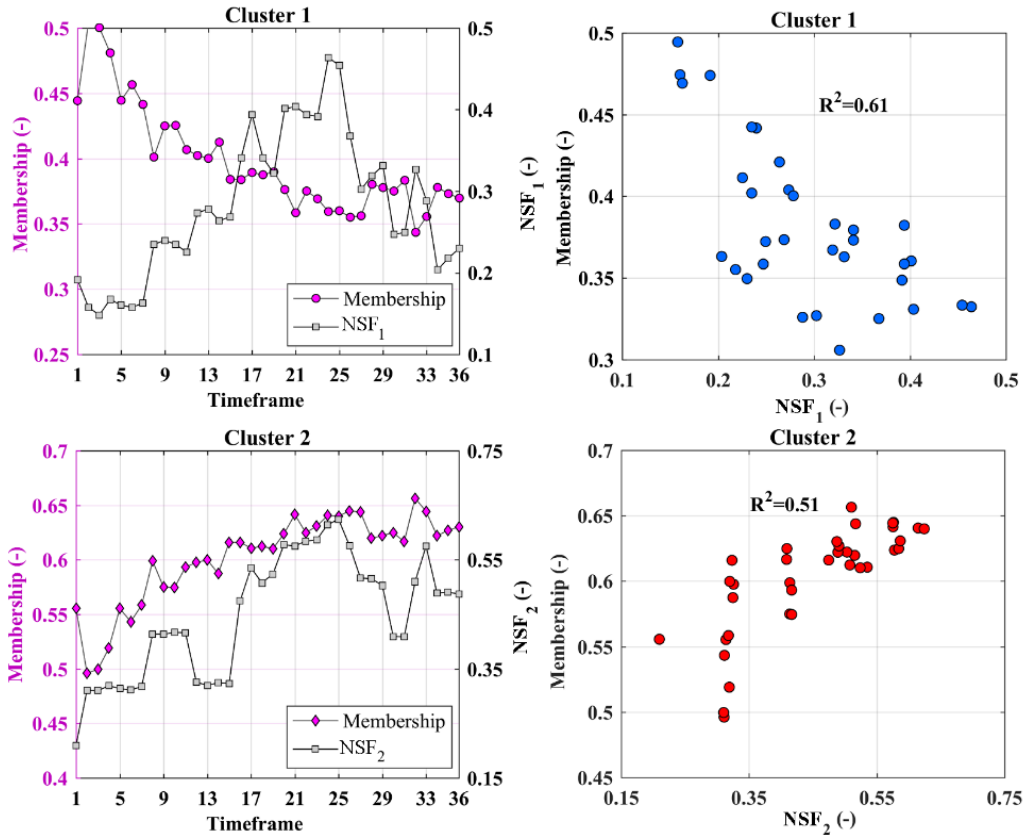 Cluster 1
0.5
0.45
0.4
0.35
0.3
0.25
Membership (-)
0.5
0.4
0.3
0.2
0.1
NSF1 (-)
Membership
NSF1
1 5 9 13 17 21 25 29 33 36
Timeframe
Cluster 1
0.5
0.45
0.4
0.35
0.3
Membership (-)
R²=0.61
0.1 0.2 0.3 0.4 0.5
NSF1 (-)
Cluster 2
0.7
0.65
0.6
0.55
0.5
0.45
0.4
Membership (-)
0.75
0.55
0.35
0.15
NSF2 (-)
Membership
NSF2
1 5 9 13 17 21 25 29 33 36
Timeframe
Cluster 2
0.7
0.65
0.6
0.55
0.5
0.45
Membership (-)
R²=0.51
0.15 0.35 0.55 0.75
NSF2 (-)